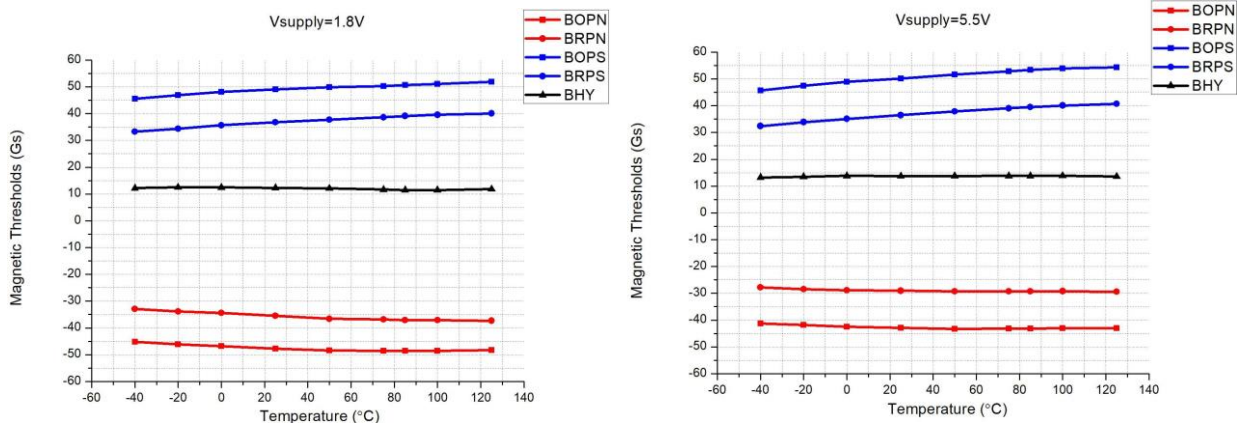 Vsupply=1.8V
BOPN
BRPN
BOPS
BRPS
BHY
Magnetic Thresholds (Gs)
60
50
40
30
20
10
0
-10
-20
-30
-40
-50
-60
-60 -40 -20 0 20 40 60 80 100 120 140
Temperature (°C)
Vsupply=5.5V
BOPN
BRPN
BOPS
BRPS
BHY
Magnetic Thresholds (Gs)
60
50
40
30
20
10
0
-10
-20
-30
-40
-50
-60
-60 -40 -20 0 20 40 60 80 100 120 140
Temperature (°C)